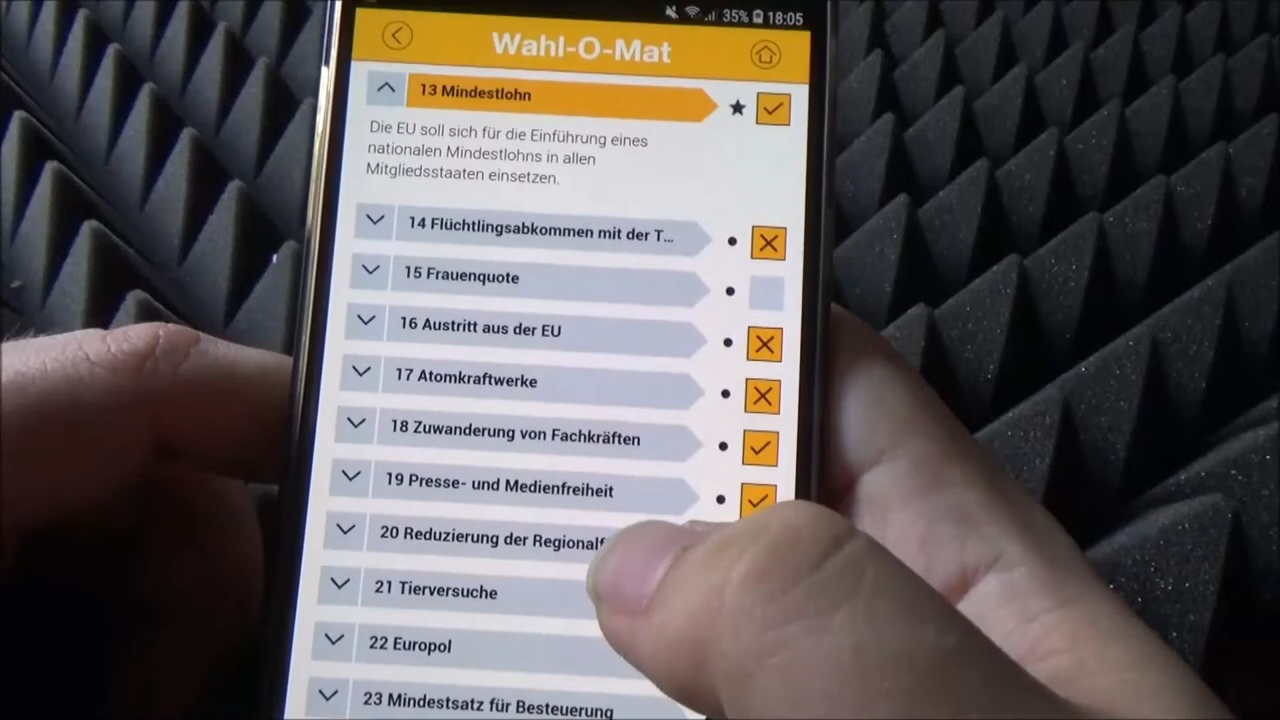 35% 18:05
Wahl-O-Mat
13 Mindestlohn
Die EU soll sich für die Einführung eines
nationalen Mindestlohns in allen
Mitgliedsstaaten einsetzen.
14 Flüchtlingsabkommen mit der T...
15 Frauenquote
16 Austritt aus der EU
17 Atomkraftwerke
18 Zuwanderung von Fachkräften
19 Presse- und Medienfreiheit
20 Reduzierung der
21 Tierversuche
22 Europol
23 Mindestsatz für Besteuerung